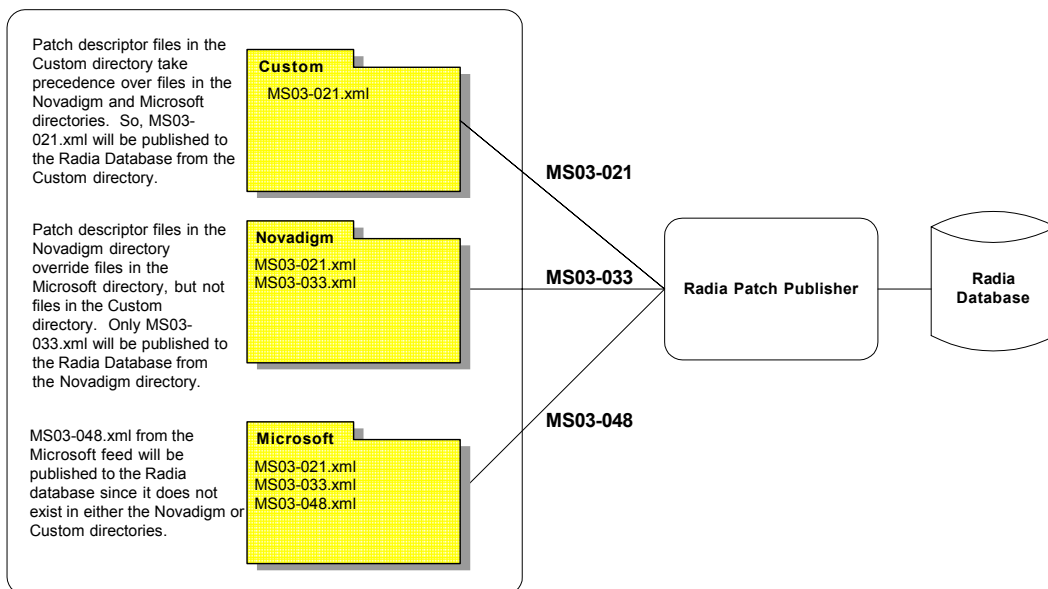 Patch descriptor files in the
Custom directory take
precedence over files in the
Novadigm and Microsoft
directories.  So, MS03-
021.xml will be published to
the Radia Database from the
Custom directory.
Custom
MS03-021.xml
MS03-021
Patch descriptor files in the
Novadigm directory
override files in the
Microsoft directory, but not
files in the Custom
directory.  Only MS03-
033.xml will be published to
the Radia Database from
the Novadigm directory.
Novadigm
MS03-021.xml
MS03-033.xml
MS03-033
Radia Patch Publisher
Radia
Database
MS03-048.xml from the
Microsoft feed will be
published to the Radia
database since it does not
exist in either the Novadigm or
Custom directories.
Microsoft
MS03-021.xml
MS03-033.xml
MS03-048.xml
MS03-048